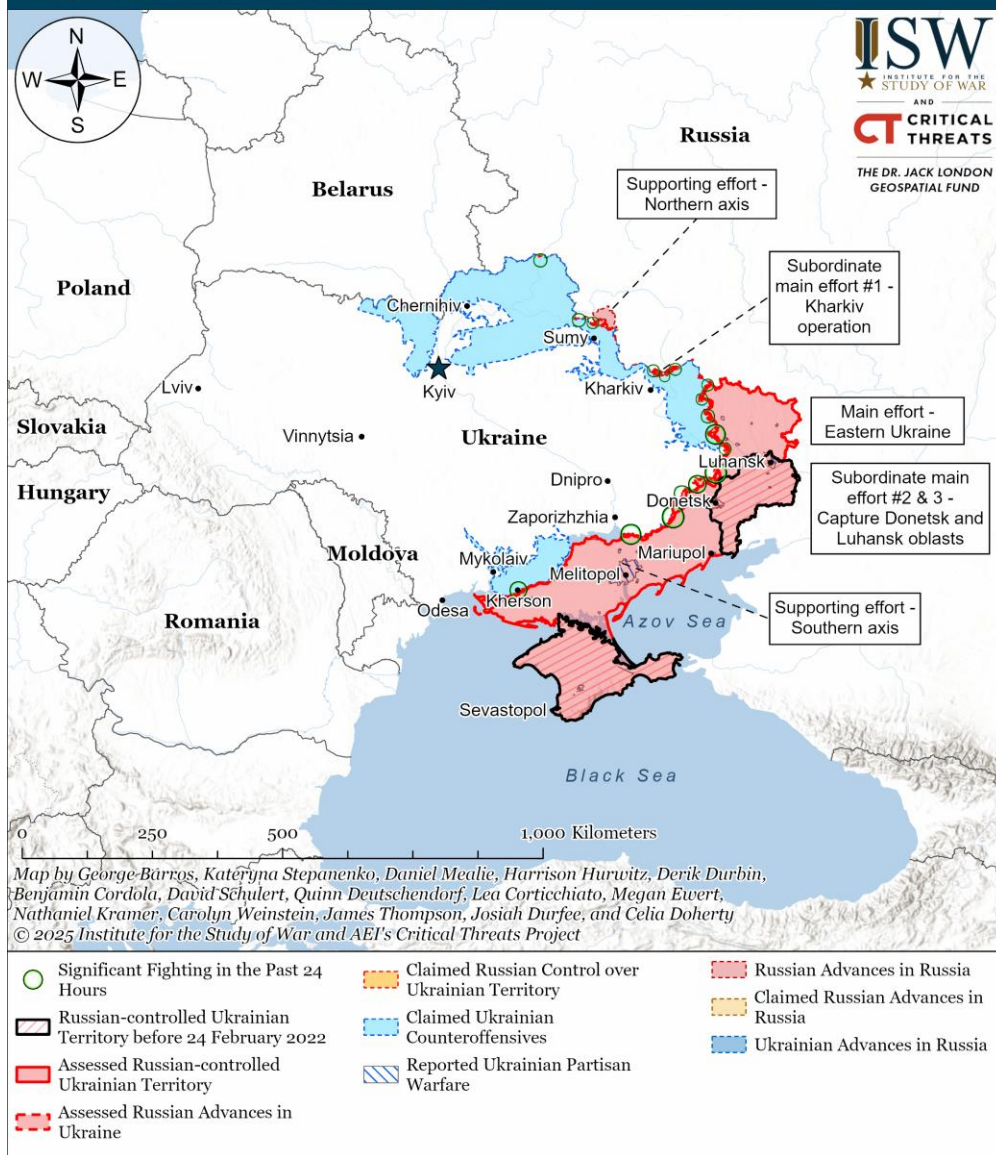 N
W E
S
ISW
INSTITUTE FOR THE
STUDY OF WAR
AND
CT CRITICAL
THREATS
THE DR. JACK LONDON
GEOSPATIAL FUND
Russia
Supporting effort -
Northern axis
Belarus
Subordinate
main effort #1 -
Kharkiv
operation
Poland
Chernihiv
Sumy
Kyiv
Kharkiv
Lviv
Slovakia
Vinnytsia
Ukraine
Main effort -
Eastern Ukraine
Luhansk
Hungary
Dnipro
Donetsk
Subordinate main
effort #2 & 3 -
Capture Donetsk and
Luhansk oblasts
Zaporizhzhia
Moldova
Mykolaiv
Mariupol
Melitopol
Kherson
Odesa
Romania
Azov Sea
Supporting effort -
Southern axis
Sevastopol
Black Sea
0 250 500 1,000 Kilometers
Map by George Barros, Kateryna Stepanenko, Daniel Mealie, Harrison Hurwitz, Derik Durbin,
Benjamin Cordola, David Schulert, Quinn Deutschendorf, Lea Corticchiato, Megan Ewert,
Nathaniel Kramer, Carolyn Weinstein, James Thompson, Josiah Durfee, and Celia Doherty
© 2025 Institute for the Study of War and AEI's Critical Threats Project
Significant Fighting in the Past 24
Hours
Russian-controlled Ukrainian
Territory before 24 February 2022
Assessed Russian-controlled
Ukrainian Territory
Assessed Russian Advances in
Ukraine
Claimed Russian Control over
Ukrainian Territory
Claimed Ukrainian
Counteroffensives
Reported Ukrainian Partisan
Warfare
Russian Advances in Russia
Claimed Russian Advances in
Russia
Ukrainian Advances in Russia